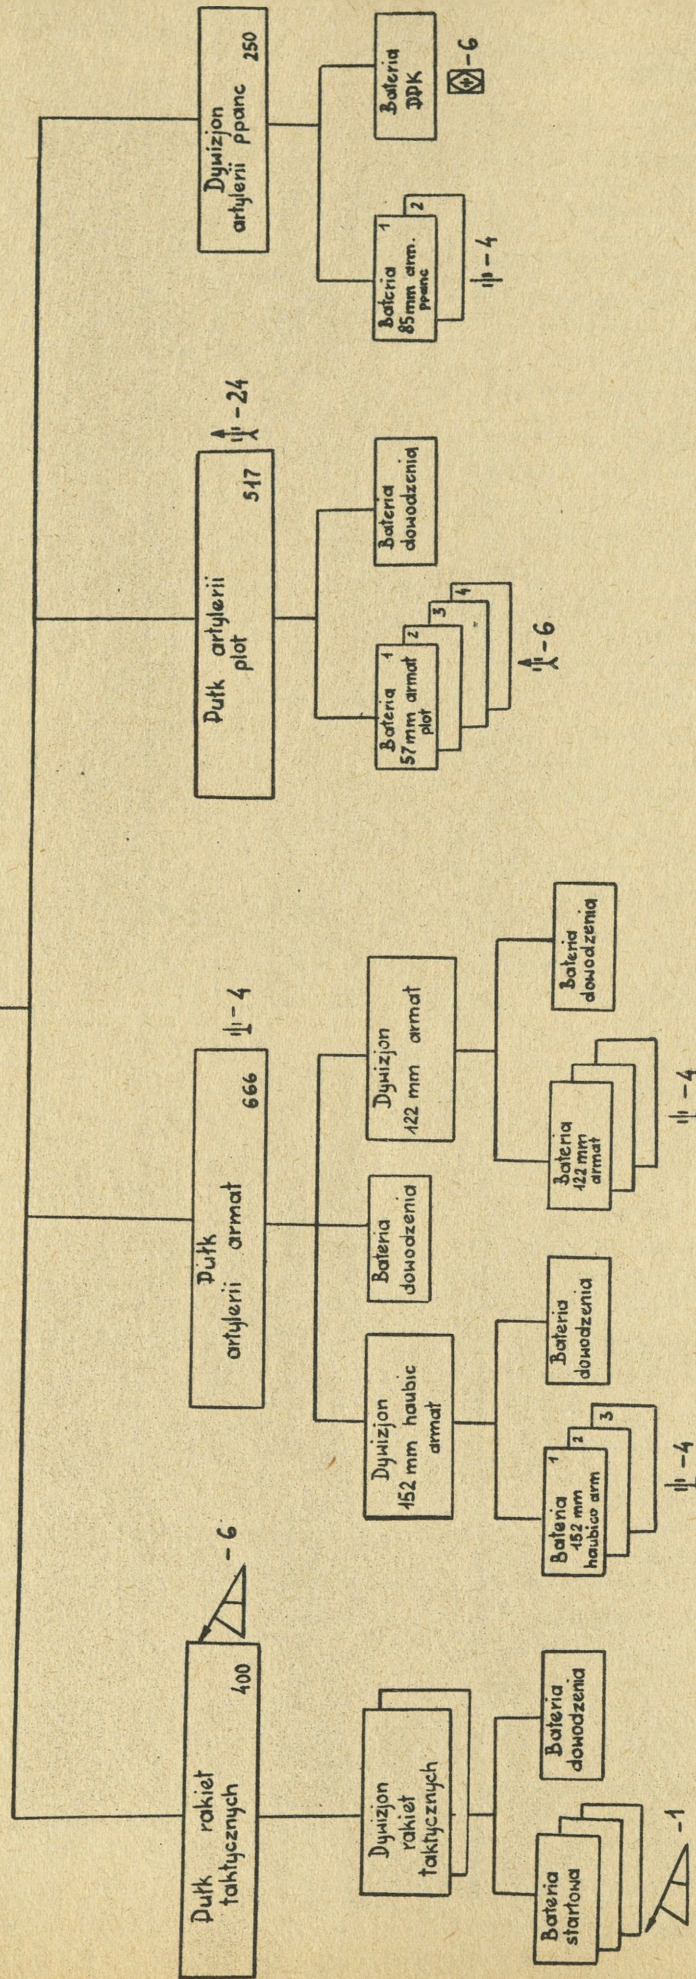 Pułk rakiet
taktycznych
400
- 6
Dywizjon
rakiet
taktycznych
Bateria
startowa
-1
Bateria
dowodzenia
Pułk
artylerii armat
666
- 4
Dywizjon
152 mm haubic
armat
Bateria
152 mm
haubico arm
1
2
3
- 4
Bateria
dowodzenia
Bateria
dowodzenia
Dywizjon
122 mm armat
Bateria
122 mm
armat
- 4
Bateria
dowodzenia
Pułk artylerii
plot
517
- 24
Bateria
57 mm armat
plot
1
2
3
4
- 6
Bateria
dowodzenia
Dywizjon
artylerii ppanc
250
Bateria
85 mm arm.
ppanc
1
2
- 4
Bateria
DPK
- 6